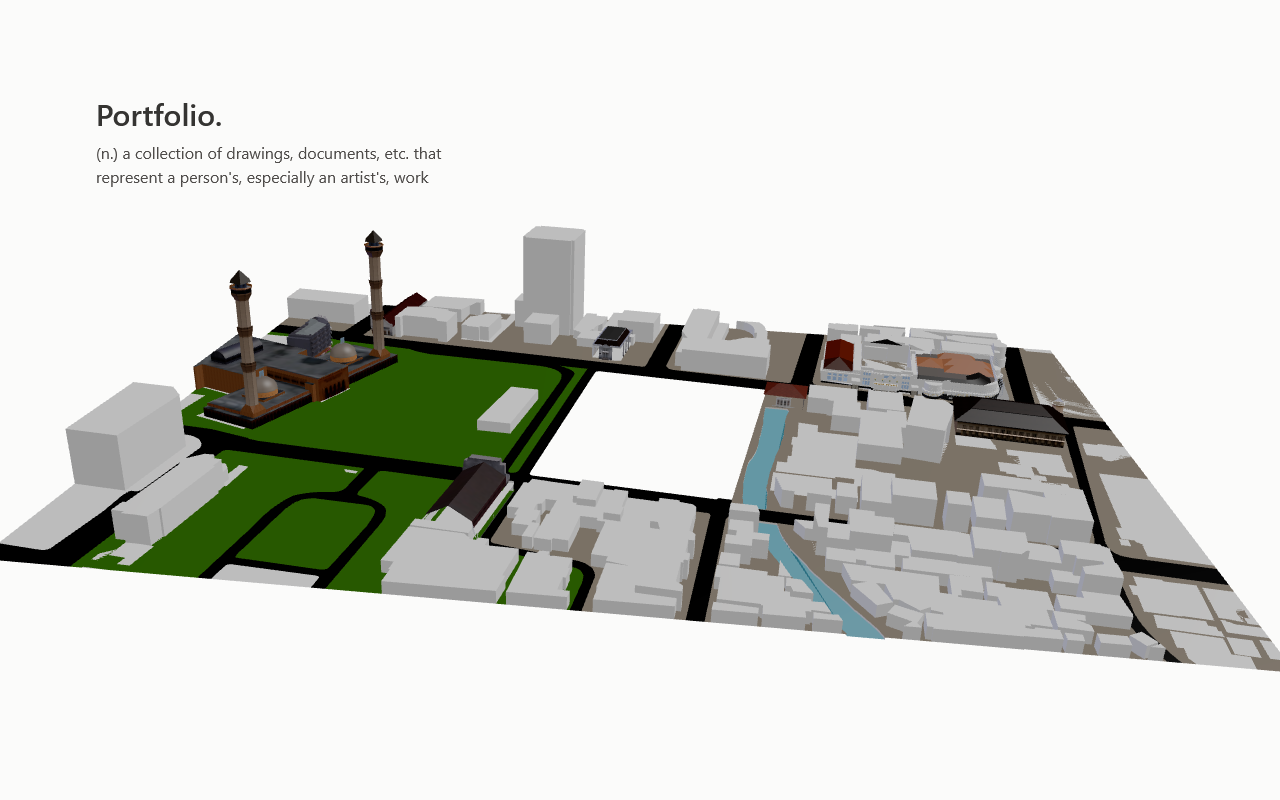 Portfolio.
(n.) a collection of drawings, documents, etc. that
represent a person's, especially an artist's, work